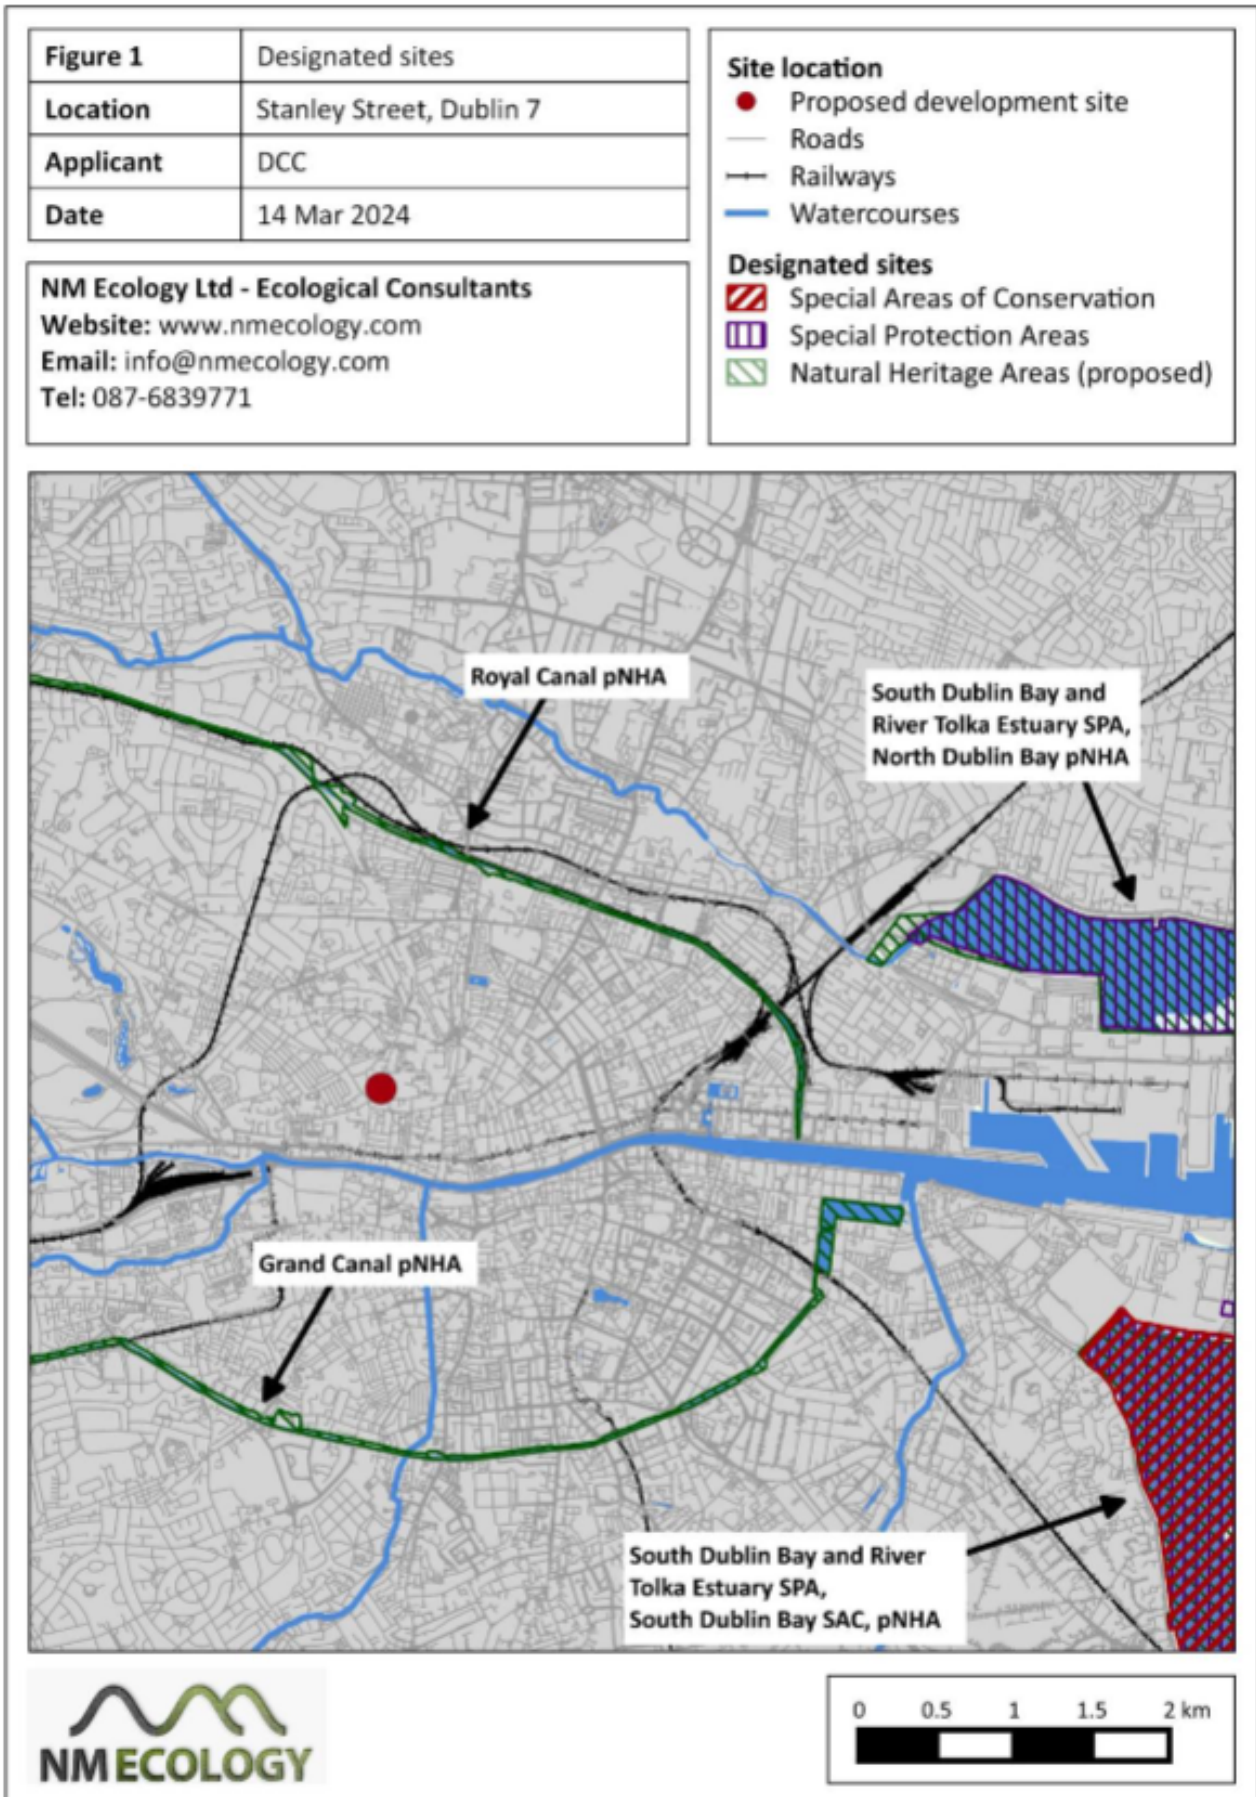 Figure 1 Designated sites
Location Stanley Street, Dublin 7
Applicant DCC
Date 14 Mar 2024
NM Ecology Ltd - Ecological Consultants
Website: www.nmecology.com
Email: info@nmecology.com
Tel: 087-6839771
Site location
Proposed development site
Roads
Railways
Watercourses
Designated sites
Special Areas of Conservation
Special Protection Areas
Natural Heritage Areas (proposed)
Royal Canal pNHA
South Dublin Bay and
River Tolka Estuary SPA,
North Dublin Bay pNHA
Grand Canal pNHA
South Dublin Bay and River
Tolka Estuary SPA,
South Dublin Bay SAC, pNHA
NM ECOLOGY
0 0.5 1 1.5 2 km